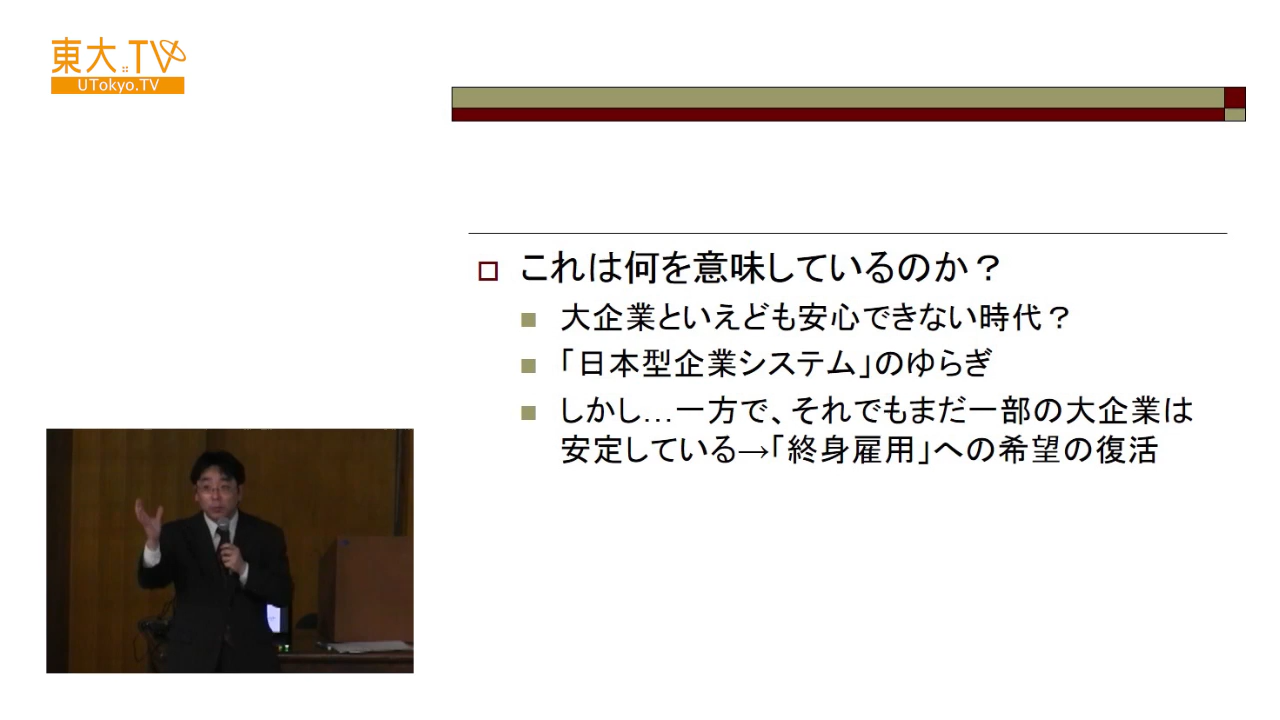 東大TV
UTokyo.TV
これは何を意味しているのか？
大企業といえども安心できない時代？
「日本型企業システム」のゆらぎ
しかし…一方で、それでもまだ一部の大企業は
安定している→「終身雇用」への希望の復活